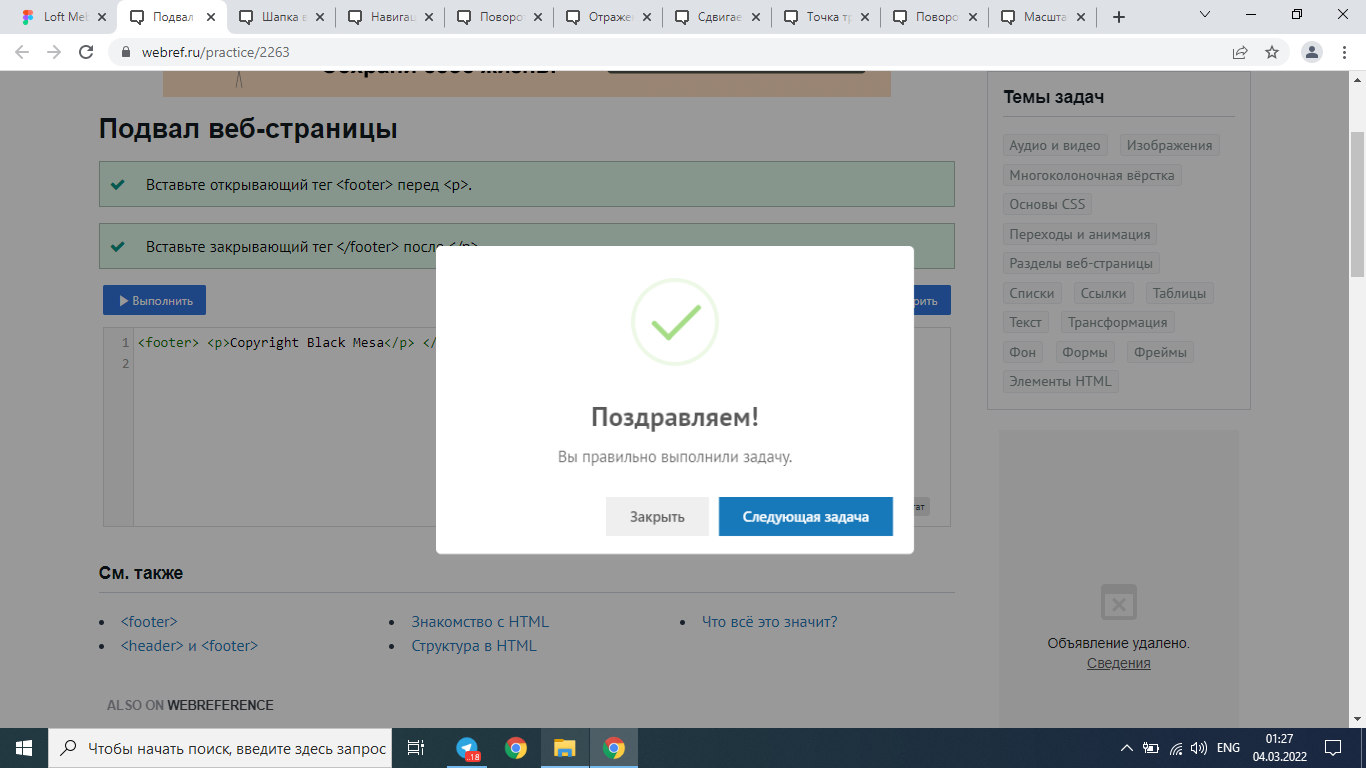 Loft Me
Подвал
Шапка в
Навигац
Поворо
Отраже
Сдвигае
Точка тр
Поворо
Масшта
webref.ru/practice/2263
Подвал веб-страницы
Вставьте открывающий тег <footer> перед <p>.
Вставьте закрывающий тег </footer> после </p>
Выполнить
рить
1 <footer> <p>Copyright Black Mesa</p> </
2
Поздравляем!
Вы правильно выполнили задачу.
Закрыть
Следующая задача
тат
См. также
<footer>
<header> и <footer>
Знакомство с HTML
Структура в HTML
Что всё это значит?
ALSO ON WEBREFERENCE
Темы задач
Аудио и видео Изображения
Многоколоночная вёрстка
Основы CSS
Переходы и анимация
Разделы веб-страницы
Списки Ссылки Таблицы
Текст Трансформация
Фон Формы Фреймы
Элементы HTML
Объявление удалено.
Сведения
Чтобы начать поиск, введите здесь запрос
18
ENG
01:27
04.03.2022